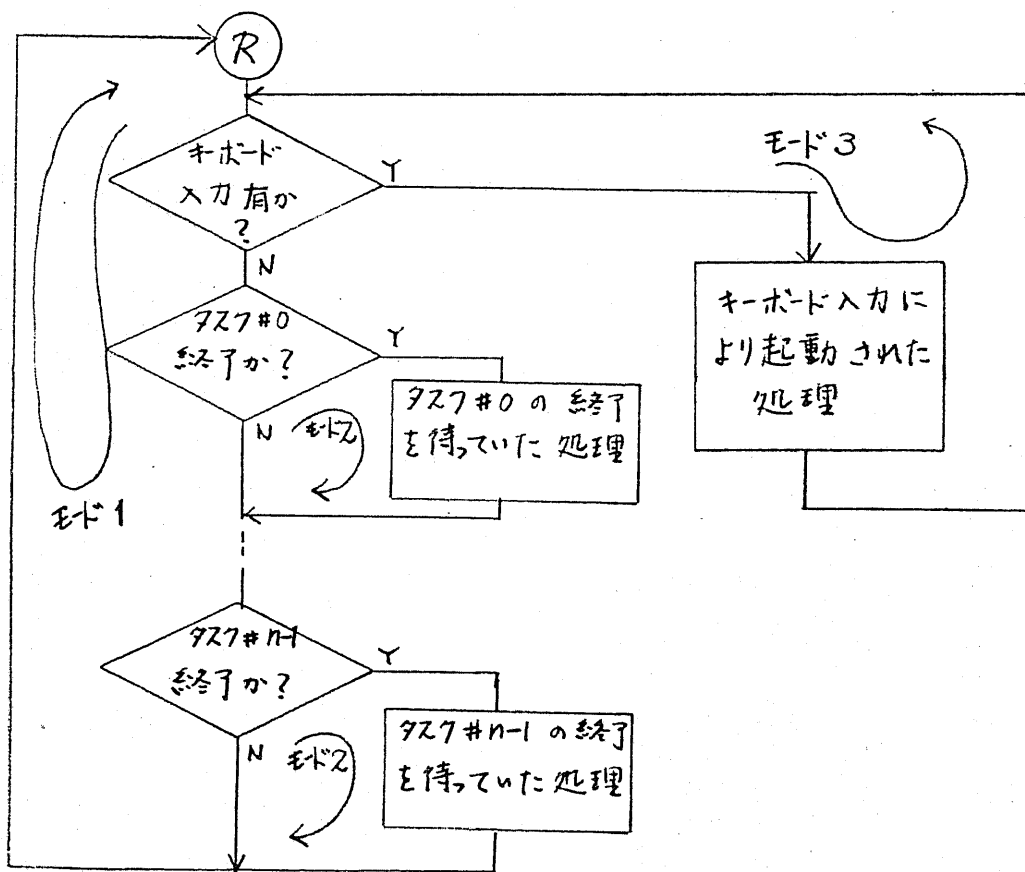 R
キーボード
入力有か
?
Y
N
モード3
キーボード入力に
より起動された
処理
タスク#0
終了か?
Y
N
モード2
タスク#0の終了
を待っていた処理
モード1
タスク#n-1
終了か?
Y
N
モード2
タスク#n-1の終了
を待っていた処理